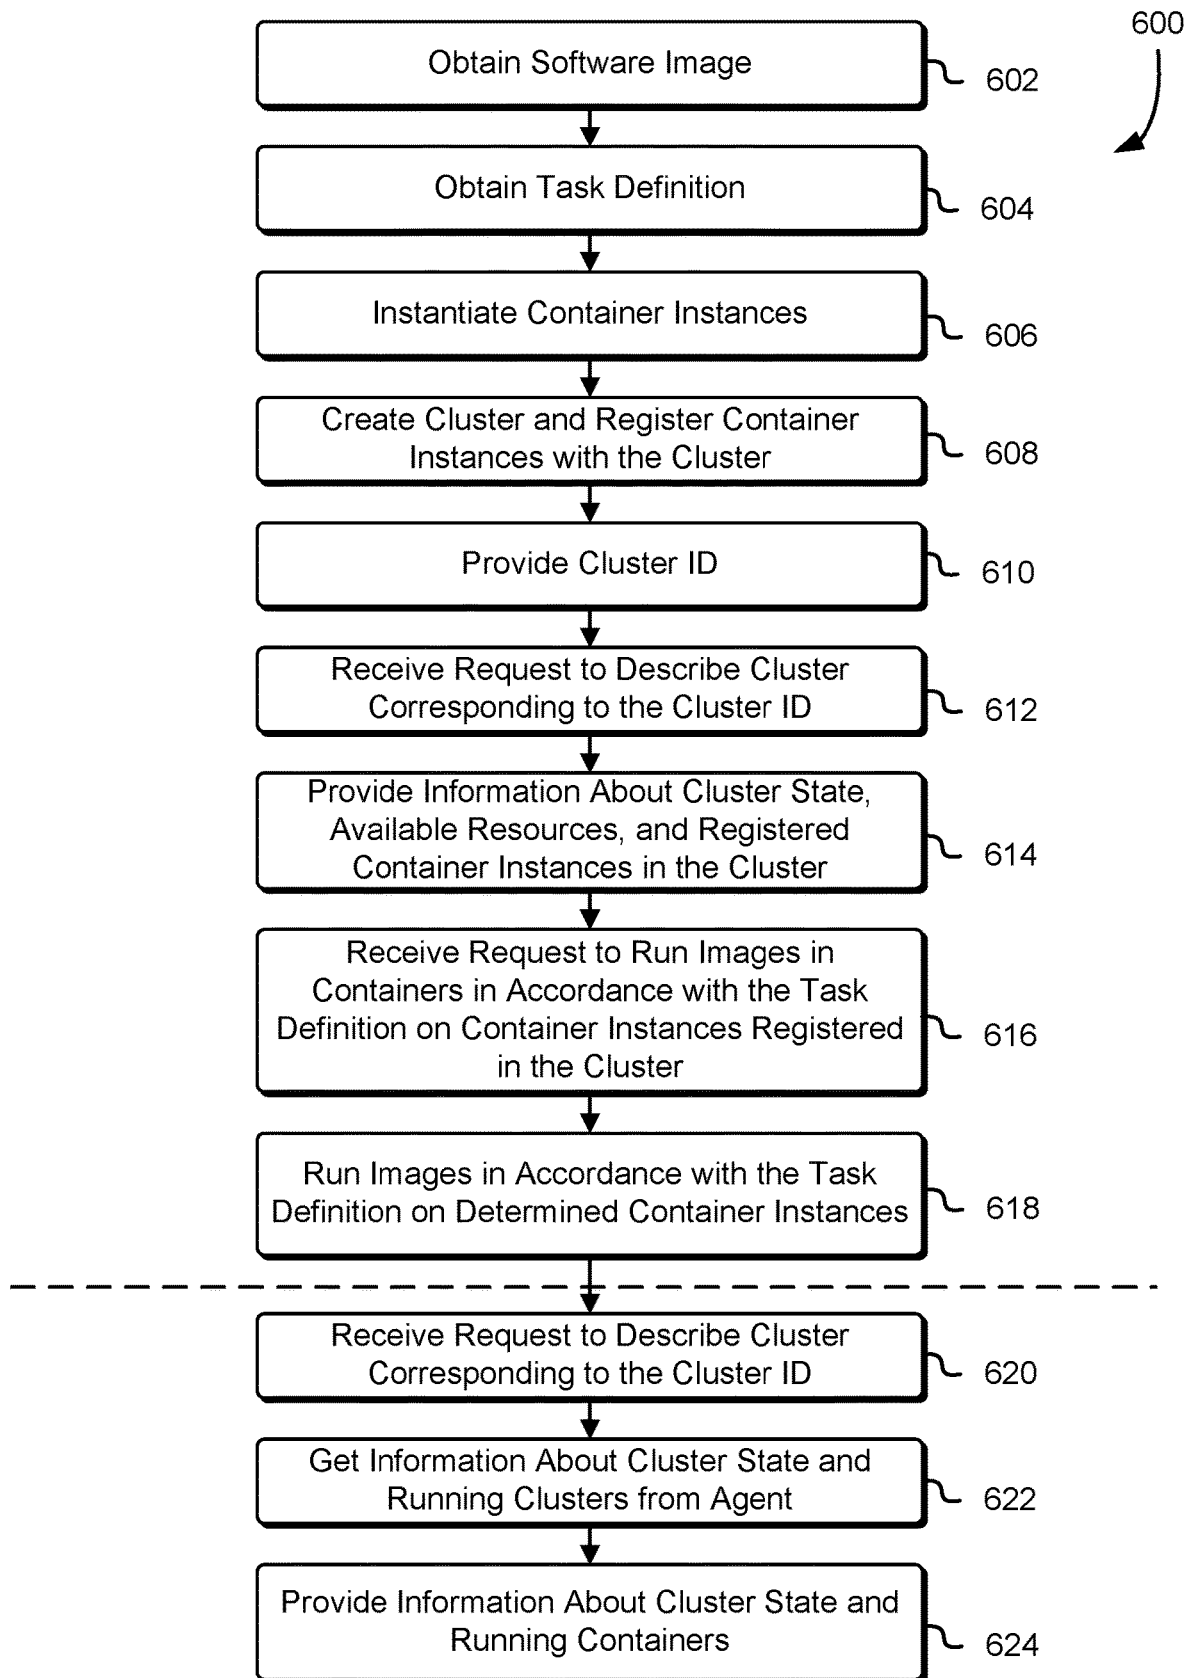 600
Obtain Software Image
602
Obtain Task Definition
604
Instantiate Container Instances
606
Create Cluster and Register Container
Instances with the Cluster
608
Provide Cluster ID
610
Receive Request to Describe Cluster
Corresponding to the Cluster ID
612
Provide Information About Cluster State,
Available Resources, and Registered
Container Instances in the Cluster
614
Receive Request to Run Images in
Containers in Accordance with the Task
Definition on Container Instances Registered
in the Cluster
616
Run Images in Accordance with the Task
Definition on Determined Container Instances
618
Receive Request to Describe Cluster
Corresponding to the Cluster ID
620
Get Information About Cluster State and
Running Clusters from Agent
622
Provide Information About Cluster State and
Running Containers
624